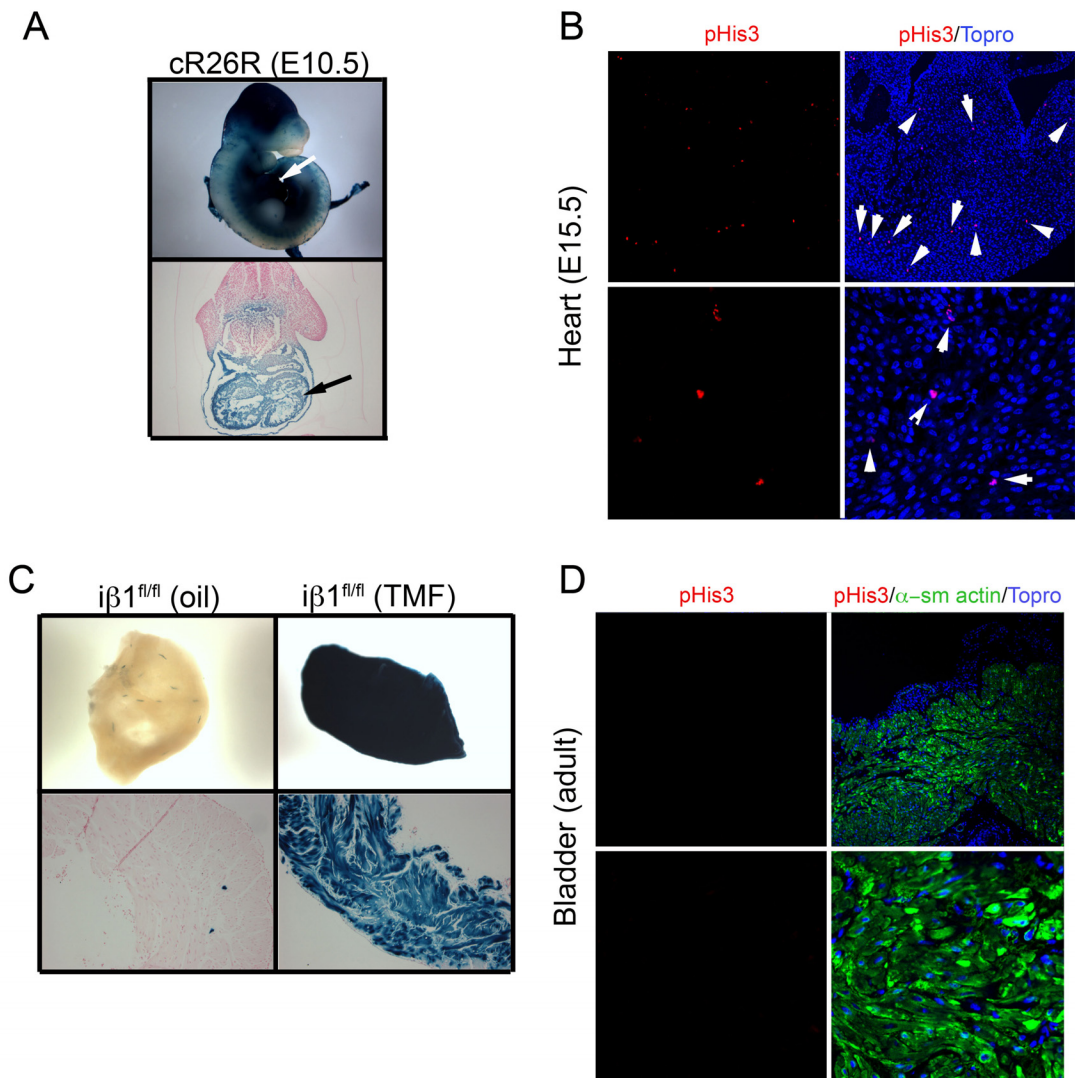 A
cR26R (E10.5)
B
pHis3
pHis3/Topro
Heart (E15.5)
C
iβ1fl/fl (oil)
iβ1fl/fl (TMF)
D
pHis3
pHis3/α-sm actin/Topro
Bladder (adult)